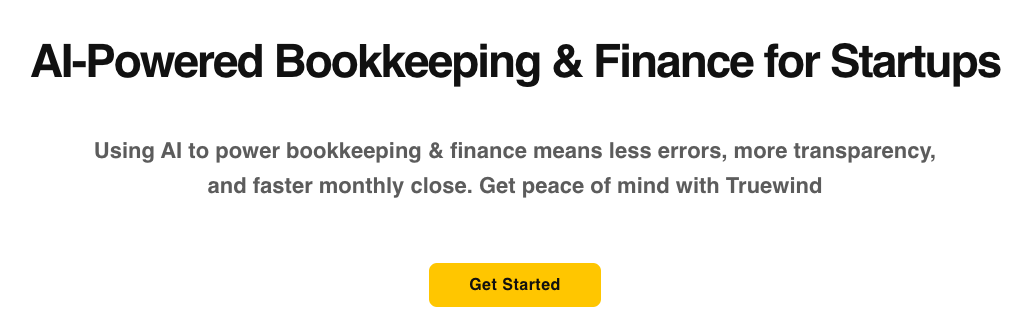 AI-Powered Bookkeeping & Finance for Startups
Using AI to power bookkeeping & finance means less errors, more transparency,
and faster monthly close. Get peace of mind with Truewind
Get Started